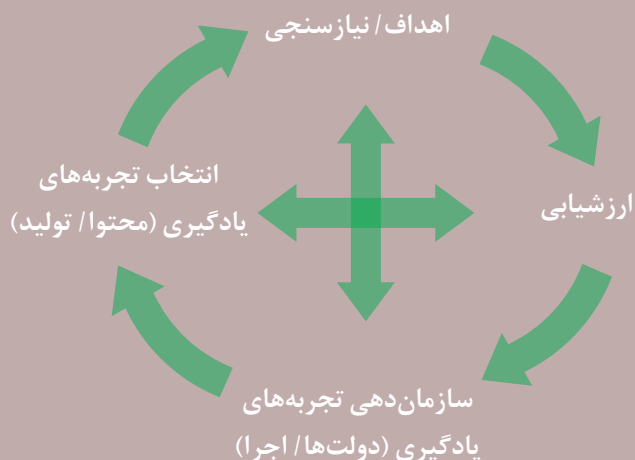 اهداف/ نیازسنجی
ارزشیابی
سازمان‌دهی تجربه‌های
یادگیری (دولت‌ها/ اجرا)
انتخاب تجربه‌های
یادگیری (محتوا/ تولید)